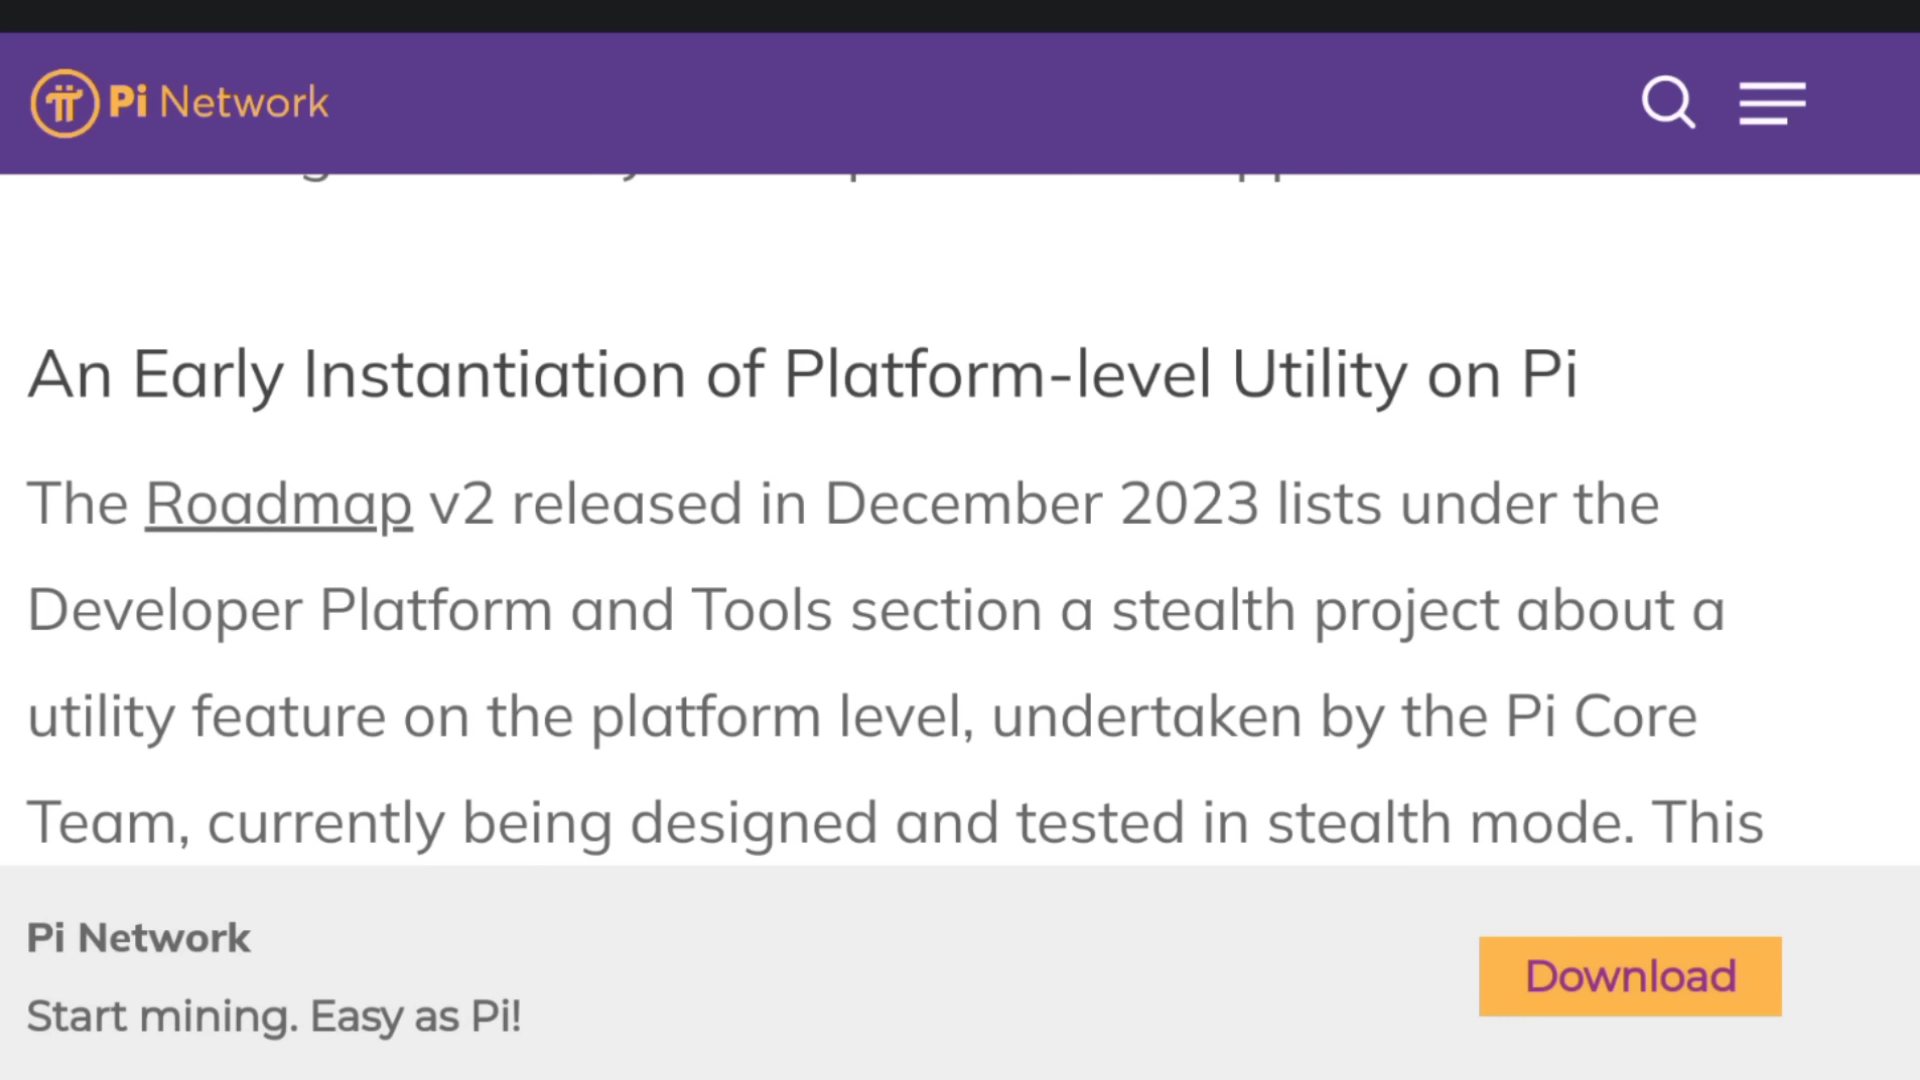 Pi Network
An Early Instantiation of Platform-level Utility on Pi
The Roadmap v2 released in December 2023 lists under the
Developer Platform and Tools section a stealth project about a
utility feature on the platform level, undertaken by the Pi Core
Team, currently being designed and tested in stealth mode. This
Pi Network
Start mining. Easy as Pi!
Download